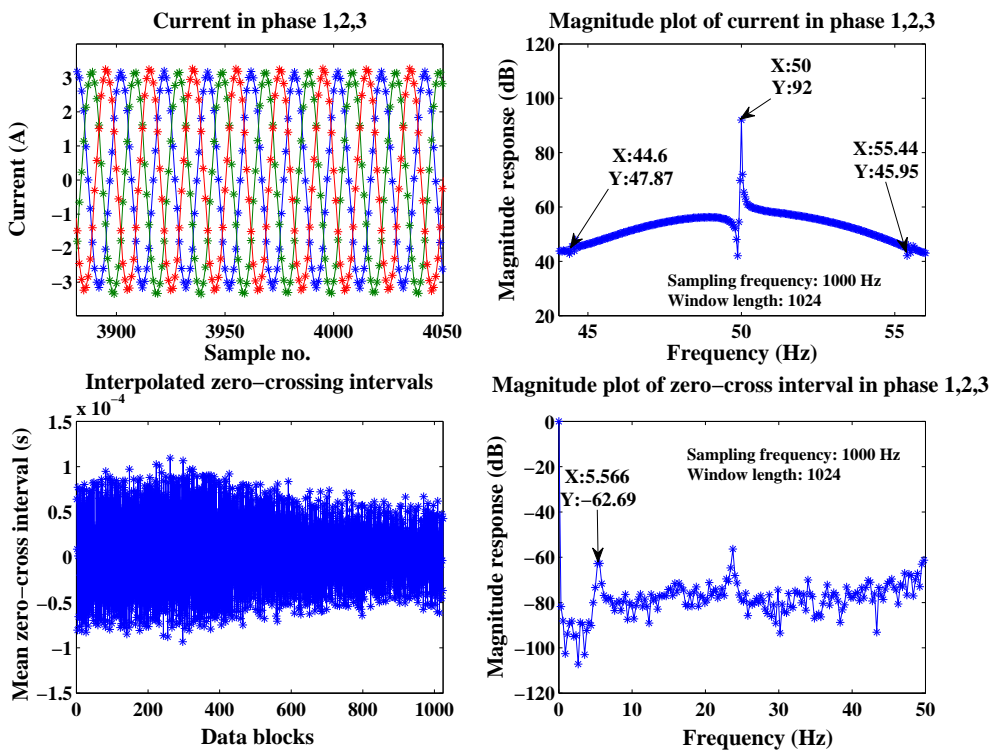 Current in phase 1,2,3
Current (A)
3
2
1
0
−1
−2
−3
3900
3950
4000
4050
Sample no.
Magnitude plot of current in phase 1,2,3
Magnitude response (dB)
120
100
80
60
40
20
X:50
Y:92
X:44.6
Y:47.87
X:55.44
Y:45.95
Sampling frequency: 1000 Hz
Window length: 1024
45
50
55
Frequency (Hz)
Interpolated zero−crossing intervals
x 10−4
Mean zero−cross interval (s)
1.5
1
0.5
0
−0.5
−1
−1.5
0
200
400
600
800
1000
Data blocks
Magnitude plot of zero−cross interval in phase 1,2,3
Magnitude response (dB)
0
−20
−40
−60
−80
−100
−120
Sampling frequency: 1000 Hz
Window length: 1024
X:5.566
Y:−62.69
0
10
20
30
40
50
Frequency (Hz)